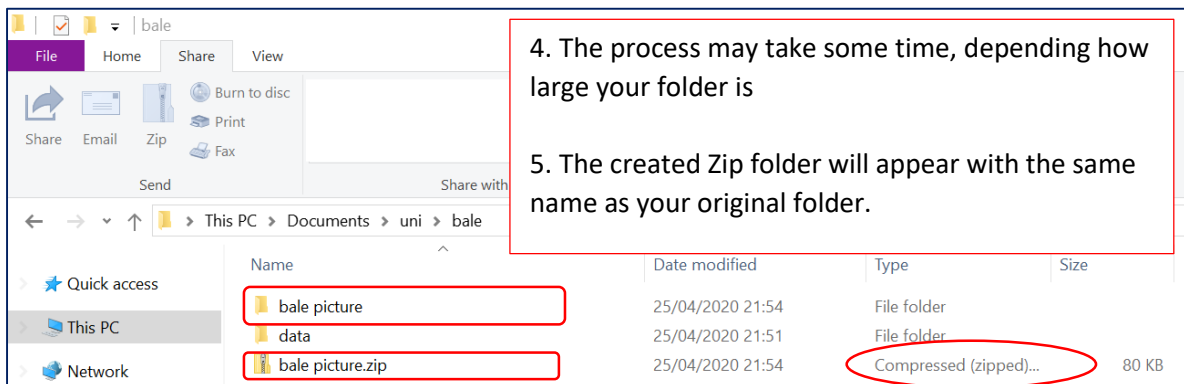 bale
File Home Share View
Share
Email
Zip
Burn to disc
Print
Fax
Send
Share with
4. The process may take some time, depending how
large your folder is
5. The created Zip folder will appear with the same
name as your original folder.
This PC > Documents > uni > bale
Name Date modified Type Size
Quick access
This PC
Network
bale picture 25/04/2020 21:54 File folder
data 25/04/2020 21:51 File folder
bale picture.zip 25/04/2020 21:54 Compressed (zipped)... 80 KB